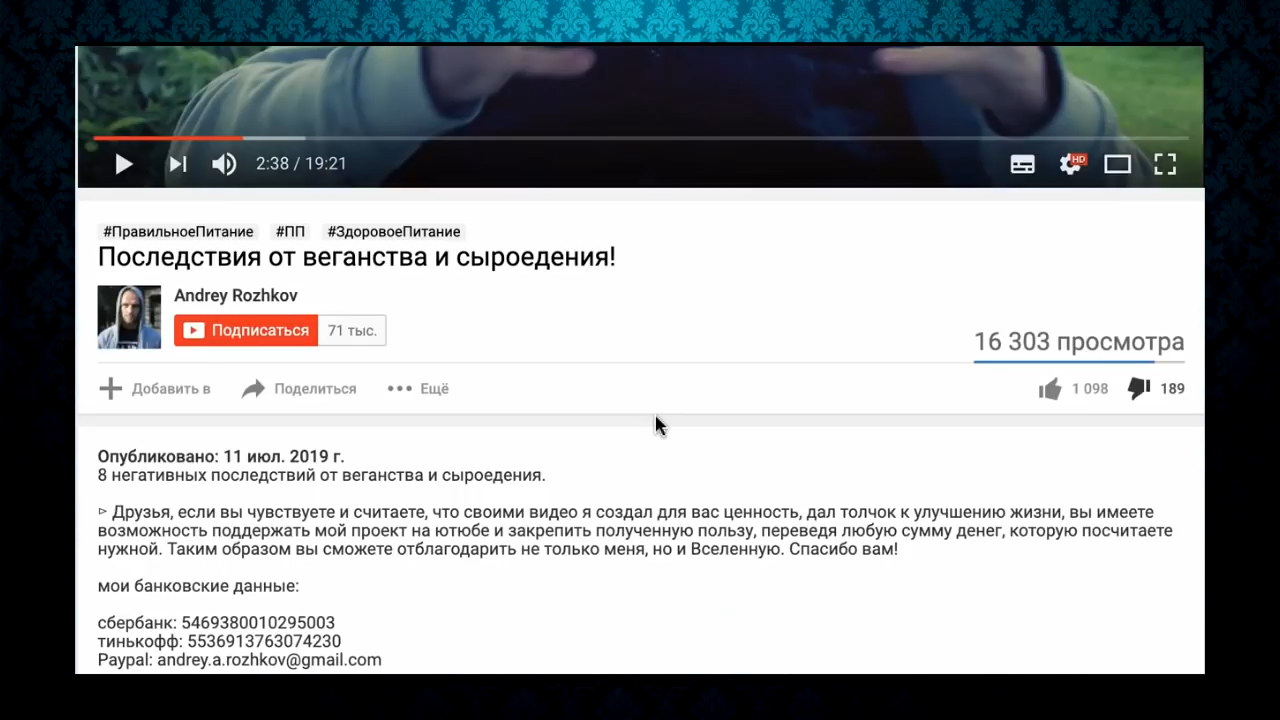 2:38 / 19:21
HD
#ПравильноеПитание #ПП #ЗдоровоеПитание
Последствия от веганства и сыроедения!
Andrey Rozhkov
Подписаться 71 тыс.
16 303 просмотра
Добавить в Поделиться Ещё
1 098 189
Опубликовано: 11 июл. 2019 г.
8 негативных последствий от веганства и сыроедения.
▻ Друзья, если вы чувствуете и считаете, что своими видео я создал для вас ценность, дал толчок к улучшению жизни, вы имеете
возможность поддержать мой проект на ютюбе и закрепить полученную пользу, переведя любую сумму денег, которую посчитаете
нужной. Таким образом вы сможете отблагодарить не только меня, но и Вселенную. Спасибо вам!
мои банковские данные:
сбербанк: 5469380010295003
тинькофф: 5536913763074230
Paypal: andrey.a.rozhkov@gmail.com